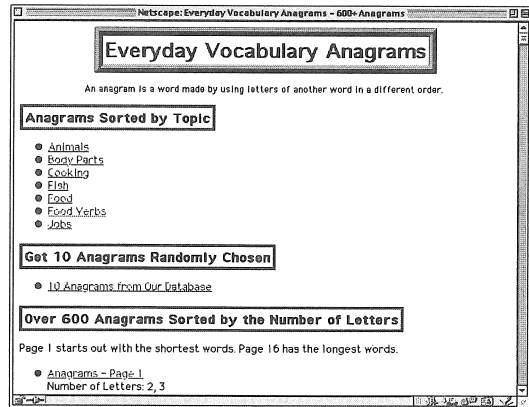 Netscape: Everyday Vocabulary Anagrams - 600+ Anagrams
Everyday Vocabulary Anagrams
An anagram is a word made by using letters of another word in a different order.
Anagrams Sorted by Topic
Animals
Body Parts
Cooking
Fish
Food
Food Verbs
Jobs
Get 10 Anagrams Randomly Chosen
10 Anagrams from Our Database
Over 600 Anagrams Sorted by the Number of Letters
Page 1 starts out with the shortest words. Page 16 has the longest words.
Anagrams - Page 1
Number of Letters: 2, 3